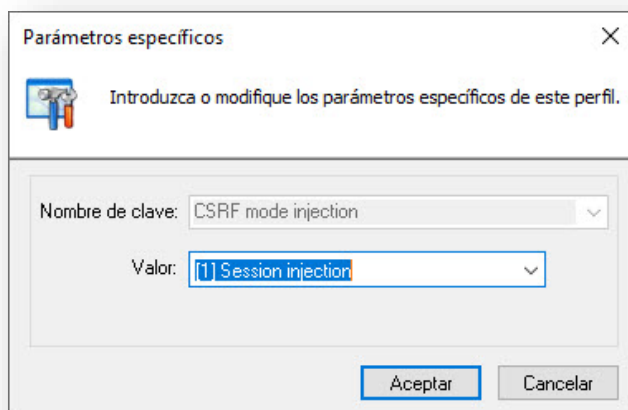 Parámetros específicos
Introduzca o modifique los parámetros específicos de este perfil.
Nombre de clave: CSRF mode injection
Valor: [1] Session injection
Aceptar Cancelar